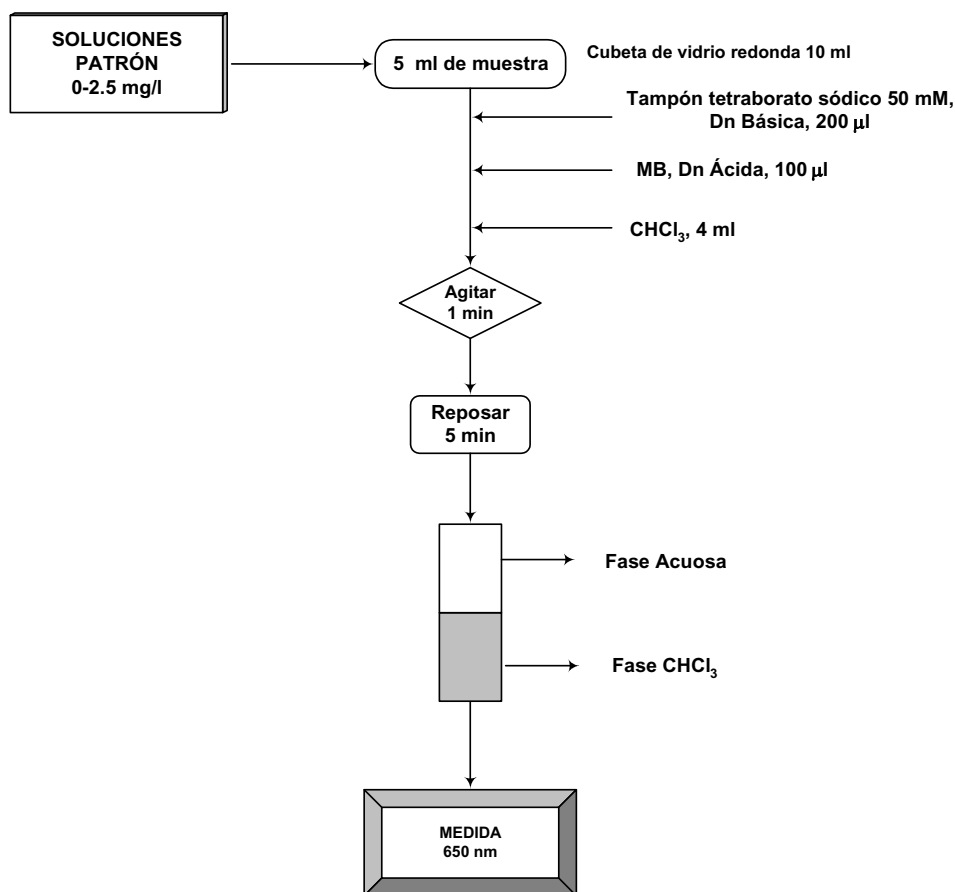 SOLUCIONES
PATRÓN
0-2.5 mg/l
5 ml de muestra
Cubeta de vidrio redonda 10 ml
Tampón tetraborato sódico 50 mM,
Dn Básica, 200 µl
MB, Dn Ácida, 100 µl
CHCl₃, 4 ml
Agitar
1 min
Reposar
5 min
Fase Acuosa
Fase CHCl₃
MEDIDA
650 nm